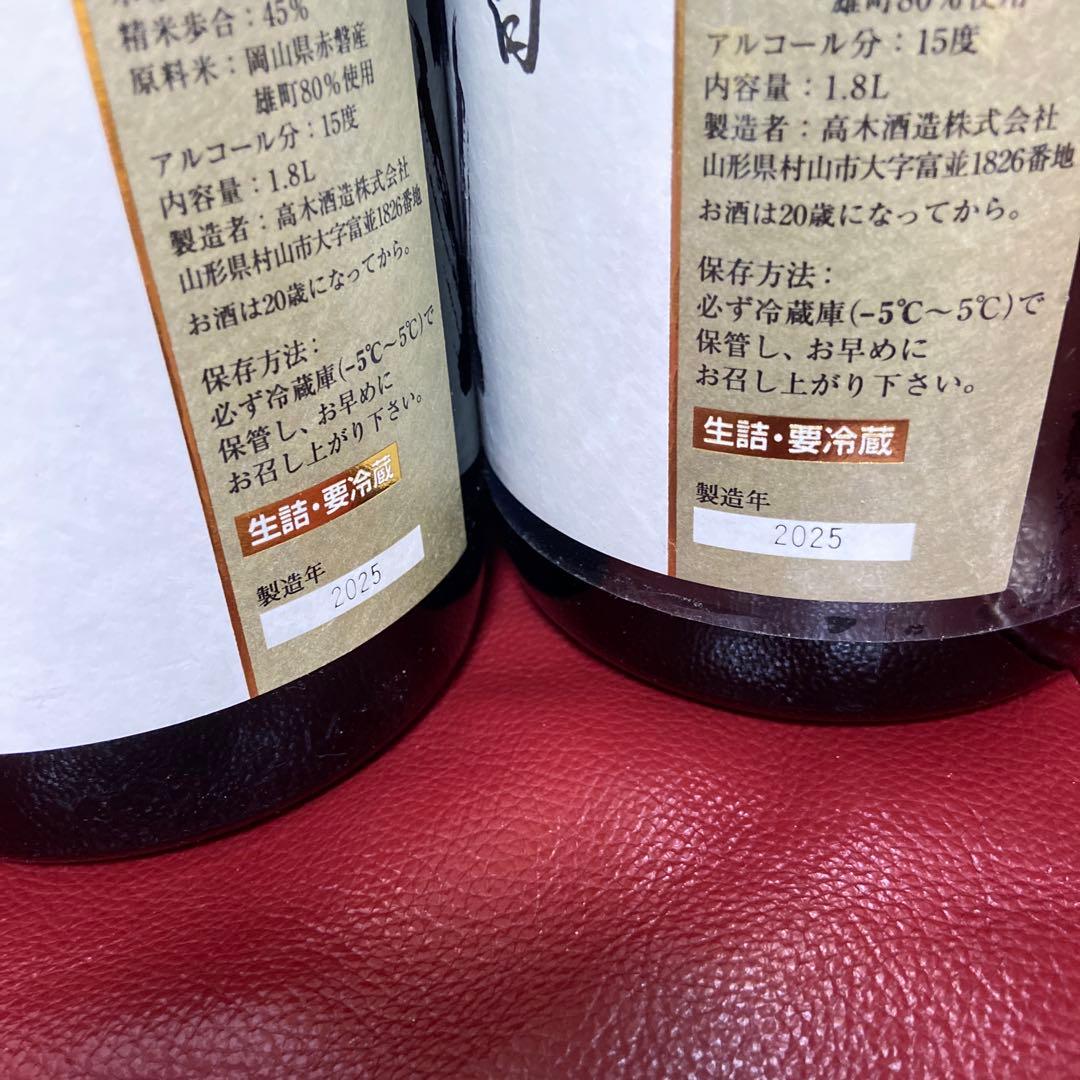 精米歩合：45%
原料米：岡山県赤磐産
雄町80%使用
アルコール分：15度
内容量：1.8L
製造者：高木酒造株式会社
山形県村山市大字富並1826番地
お酒は20歳になってから。
保存方法：
必ず冷蔵庫(-5℃～5℃)で
保管し、お早めに
お召し上がり下さい。
生詰・要冷蔵
製造年
2025
雄町80%使用
アルコール分：15度
内容量：1.8L
製造者：高木酒造株式会社
山形県村山市大字富並1826番地
お酒は20歳になってから。
保存方法：
必ず冷蔵庫(-5℃～5℃)で
保管し、お早めに
お召し上がり下さい。
生詰・要冷蔵
製造年
2025